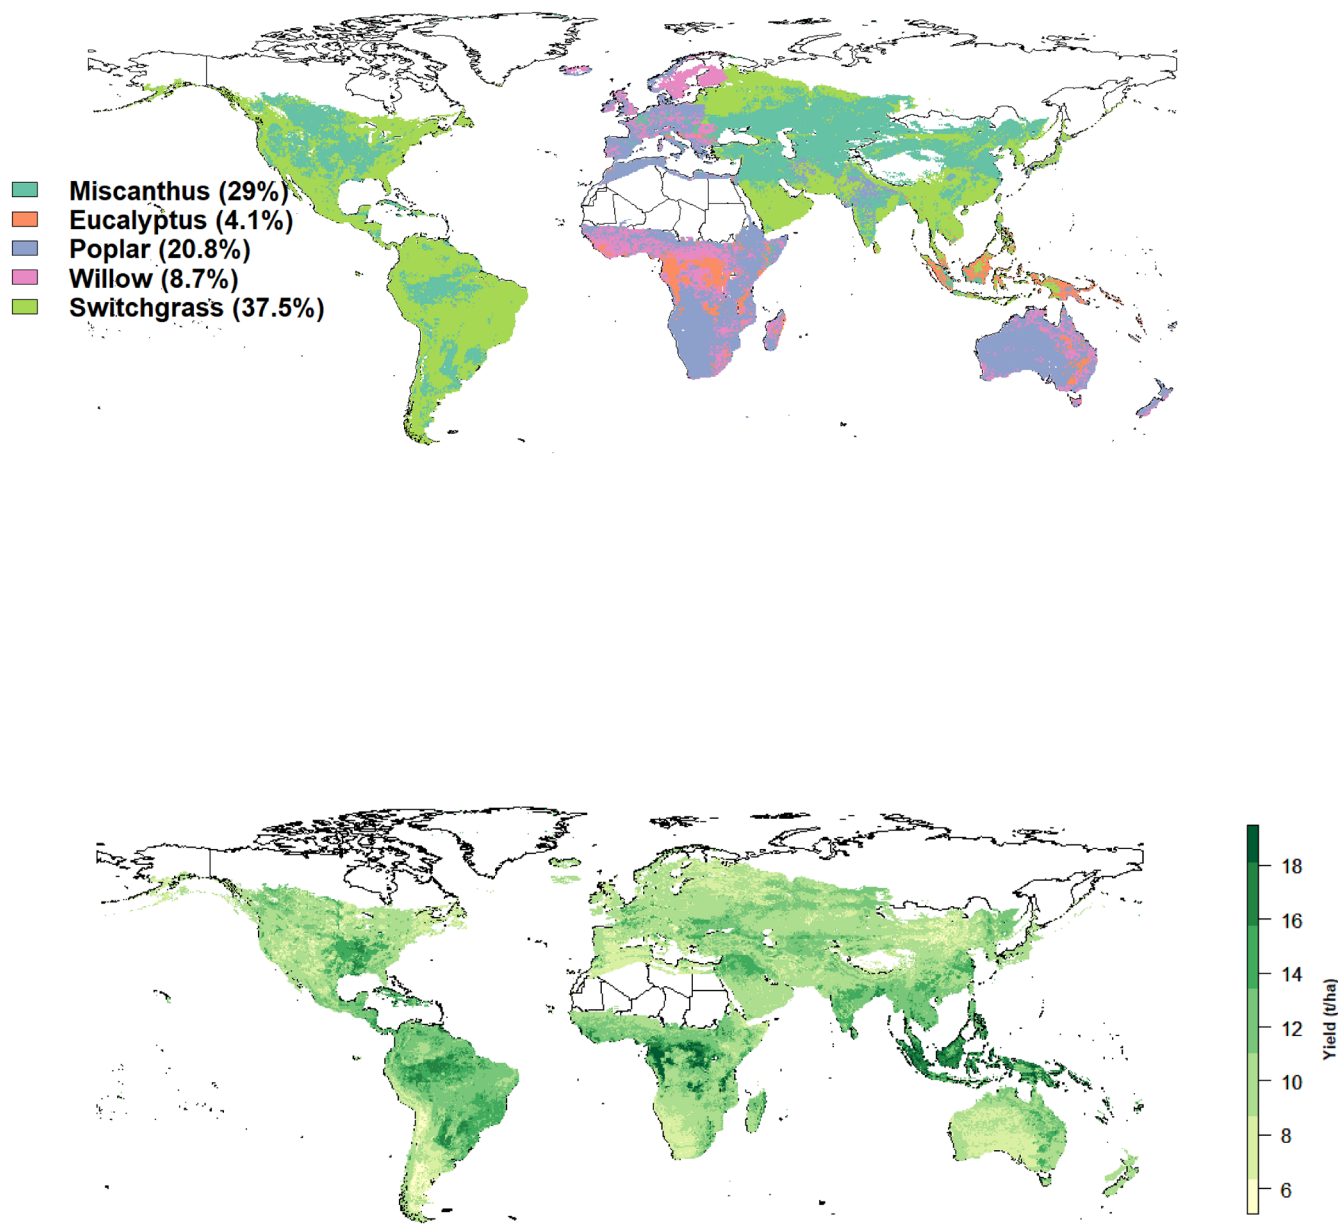 Miscanthus (29%)
Eucalyptus (4.1%)
Poplar (20.8%)
Willow (8.7%)
Switchgrass (37.5%)
18
16
14
12
10
8
6
Yield (t/ha)